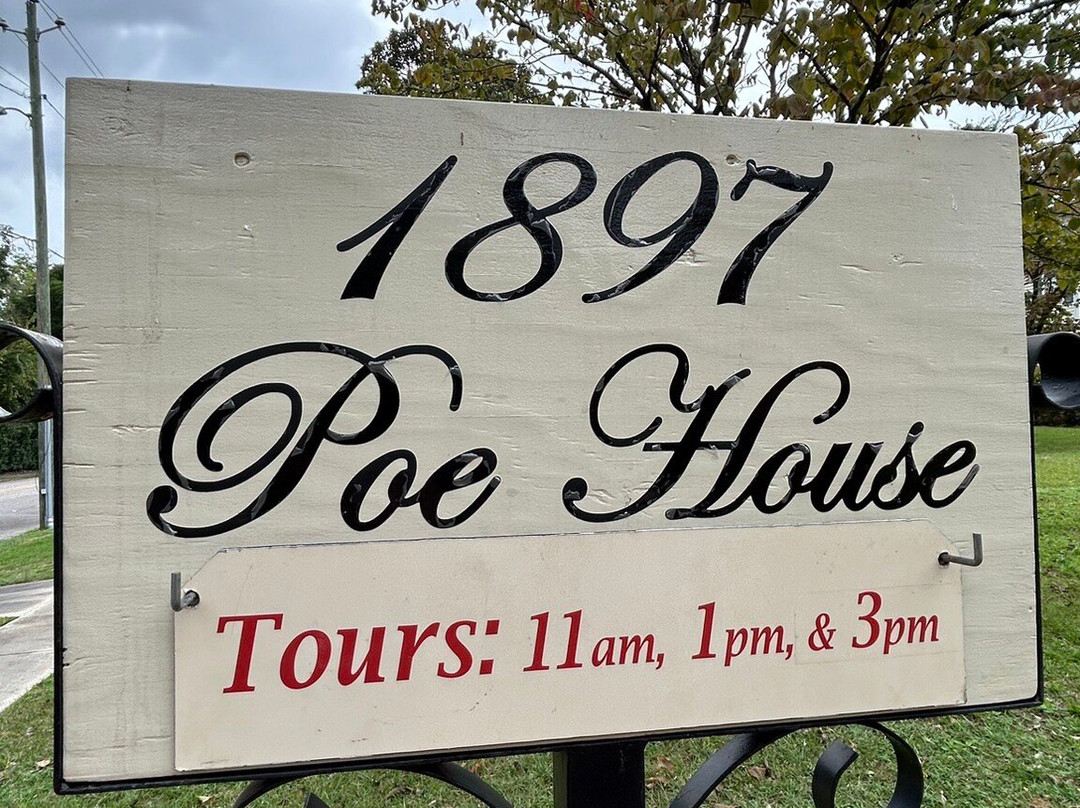 1897
Poe House
Tours: 11am, 1pm, & 3pm